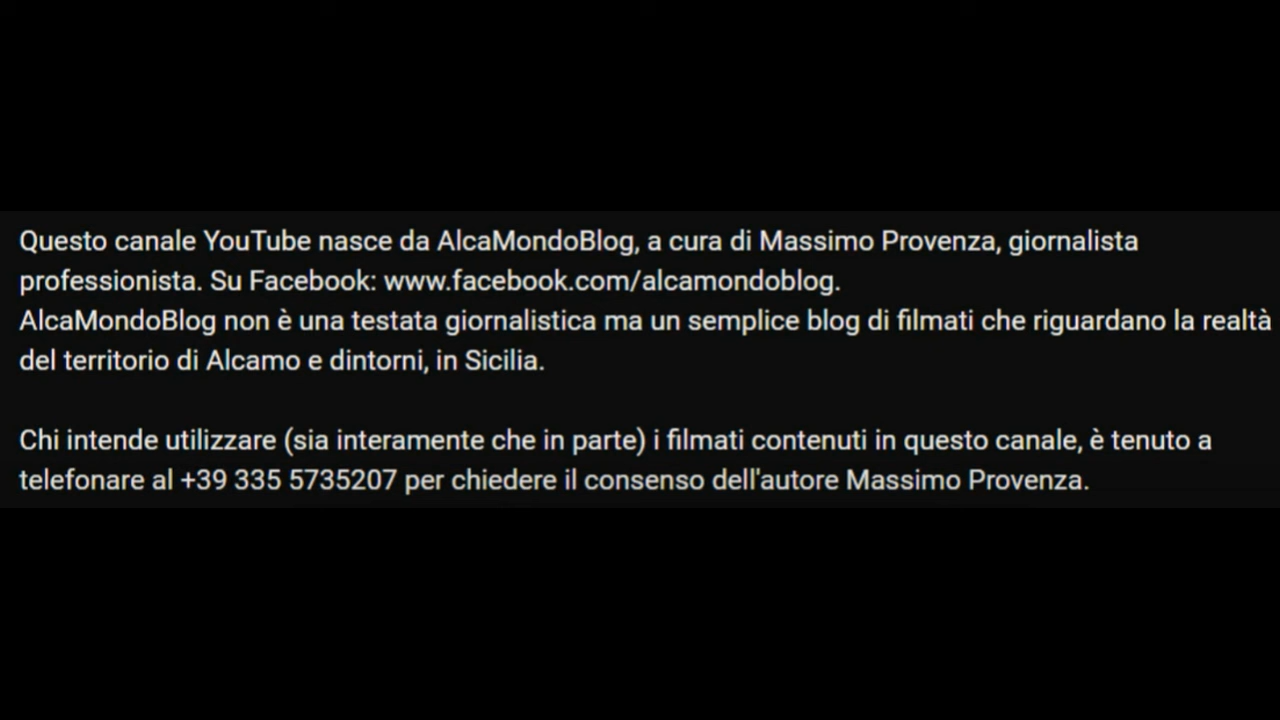 Questo canale YouTube nasce da AlcaMondoBlog, a cura di Massimo Provenza, giornalista
professionista. Su Facebook: www.facebook.com/alcamondoblog.
AlcaMondoBlog non è una testata giornalistica ma un semplice blog di filmati che riguardano la realtà
del territorio di Alcamo e dintorni, in Sicilia.
Chi intende utilizzare (sia interamente che in parte) i filmati contenuti in questo canale, è tenuto a
telefonare al +39 335 5735207 per chiedere il consenso dell'autore Massimo Provenza.